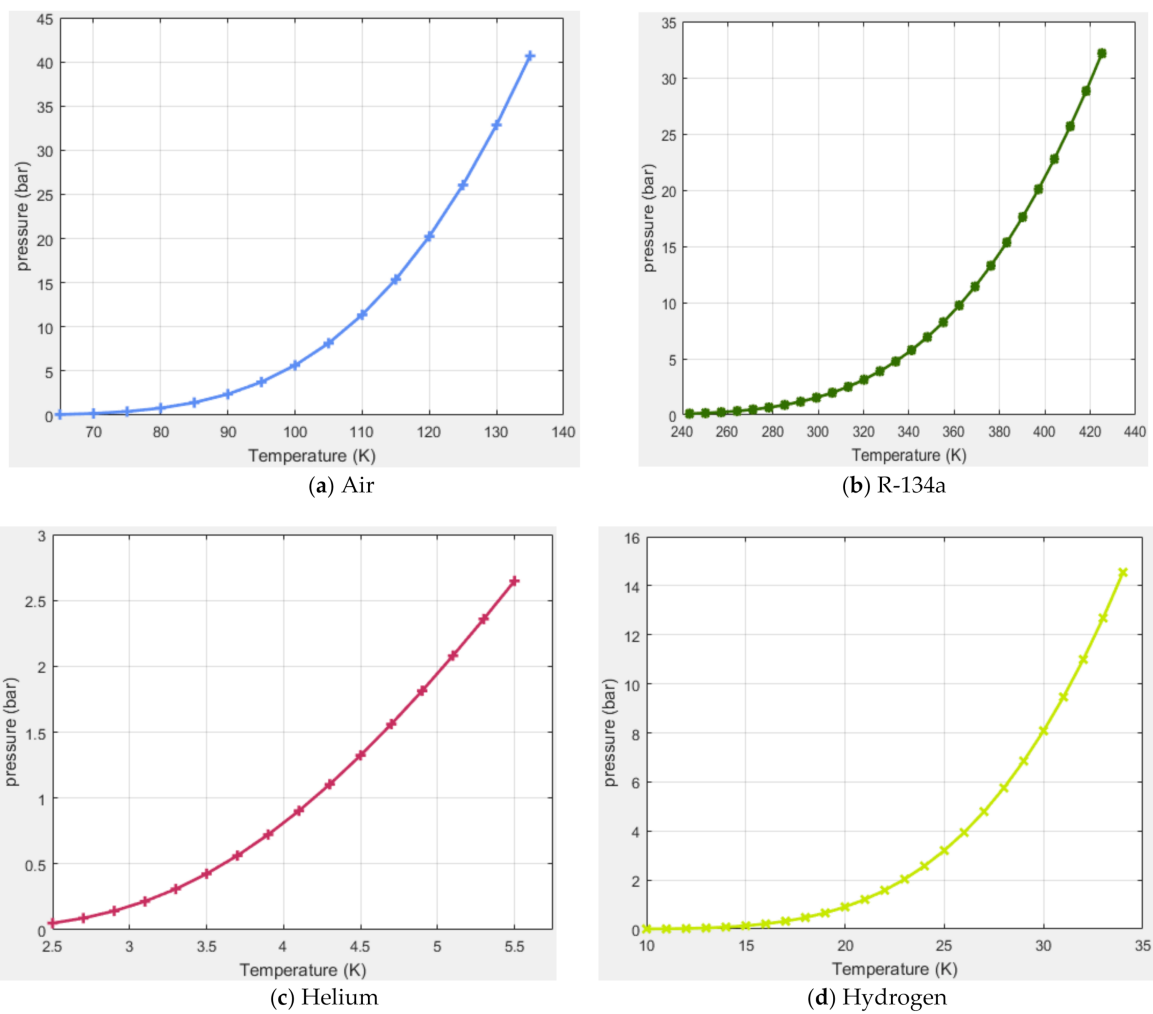 45
40
35
30
25
20
15
10
5
0
pressure (bar)
70 80 90 100 110 120 130 140
Temperature (K)
(a) Air
35
30
25
20
15
10
5
0
pressure (bar)
240 260 280 300 320 340 360 380 400 420 440
Temperature (K)
(b) R-134a
3
2.5
2
1.5
1
0.5
0
pressure (bar)
2.5 3 3.5 4 4.5 5 5.5
Temperature (K)
(c) Helium
16
14
12
10
8
6
4
2
0
pressure (bar)
10 15 20 25 30 35
Temperature (K)
(d) Hydrogen